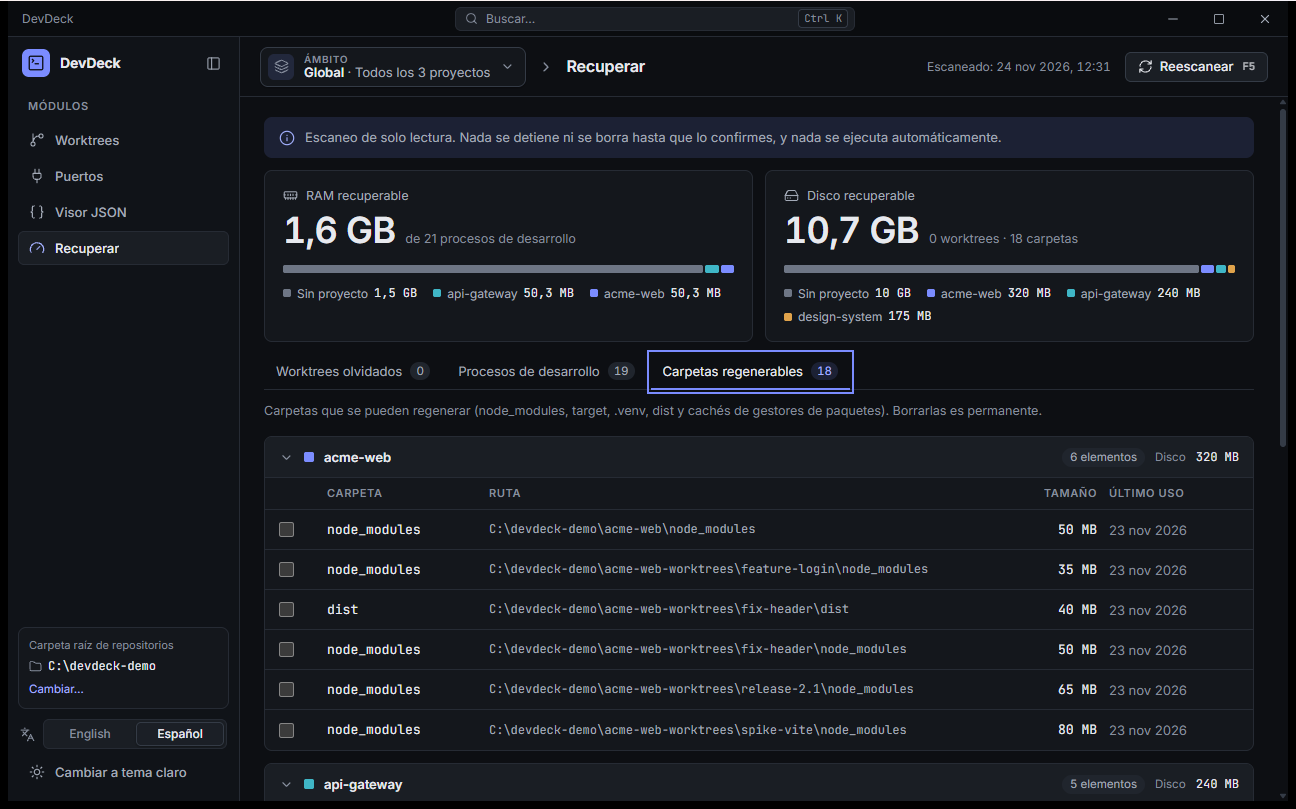 DevDeck
Buscar... Ctrl K
DevDeck
MÓDULOS
Worktrees
Puertos
Visor JSON
Recuperar
Carpeta raíz de repositorios
C:\devdeck-demo
Cambiar...
English Español
Cambiar a tema claro
ÁMBITO
Global · Todos los 3 proyectos
Recuperar
Escaneado: 24 nov 2026, 12:31
Reescanear F5
Escaneo de solo lectura. Nada se detiene ni se borra hasta que lo confirmes, y nada se ejecuta automáticamente.
RAM recuperable
1,6 GB de 21 procesos de desarrollo
Sin proyecto 1,5 GB api-gateway 50,3 MB acme-web 50,3 MB
Disco recuperable
10,7 GB 0 worktrees · 18 carpetas
Sin proyecto 10 GB acme-web 320 MB api-gateway 240 MB
design-system 175 MB
Worktrees olvidados 0 Procesos de desarrollo 19 Carpetas regenerables 18
Carpetas que se pueden regenerar (node_modules, target, .venv, dist y cachés de gestores de paquetes). Borrarlas es permanente.
acme-web 6 elementos Disco 320 MB
CARPETA RUTA TAMAÑO ÚLTIMO USO
node_modules C:\devdeck-demo\acme-web\node_modules 50 MB 23 nov 2026
node_modules C:\devdeck-demo\acme-web-worktrees\feature-login\node_modules 35 MB 23 nov 2026
dist C:\devdeck-demo\acme-web-worktrees\fix-header\dist 40 MB 23 nov 2026
node_modules C:\devdeck-demo\acme-web-worktrees\fix-header\node_modules 50 MB 23 nov 2026
node_modules C:\devdeck-demo\acme-web-worktrees\release-2.1\node_modules 65 MB 23 nov 2026
node_modules C:\devdeck-demo\acme-web-worktrees\spike-vite\node_modules 80 MB 23 nov 2026
api-gateway 5 elementos Disco 240 MB